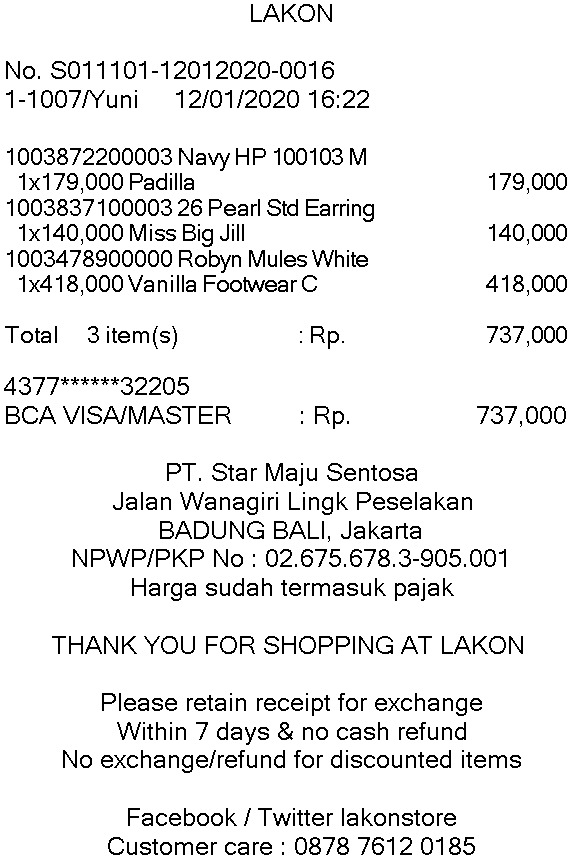 LAKON
No. S011101-12012020-0016
1-1007/Yuni 12/01/2020 16:22
1003872200003 Navy HP 100103 M
1x179,000 Padilla 179,000
1003837100003 26 Pearl Std Earring
1x140,000 Miss Big Jill 140,000
1003478900000 Robyn Mules White
1x418,000 Vanilla Footwear C 418,000
Total 3 item(s) : Rp. 737,000
4377******32205
BCA VISA/MASTER : Rp. 737,000
PT. Star Maju Sentosa
Jalan Wanagiri Lingk Peselakan
BADUNG BALI, Jakarta
NPWP/PKP No : 02.675.678.3-905.001
Harga sudah termasuk pajak
THANK YOU FOR SHOPPING AT LAKON
Please retain receipt for exchange
Within 7 days & no cash refund
No exchange/refund for discounted items
Facebook / Twitter lakonstore
Customer care : 0878 7612 0185